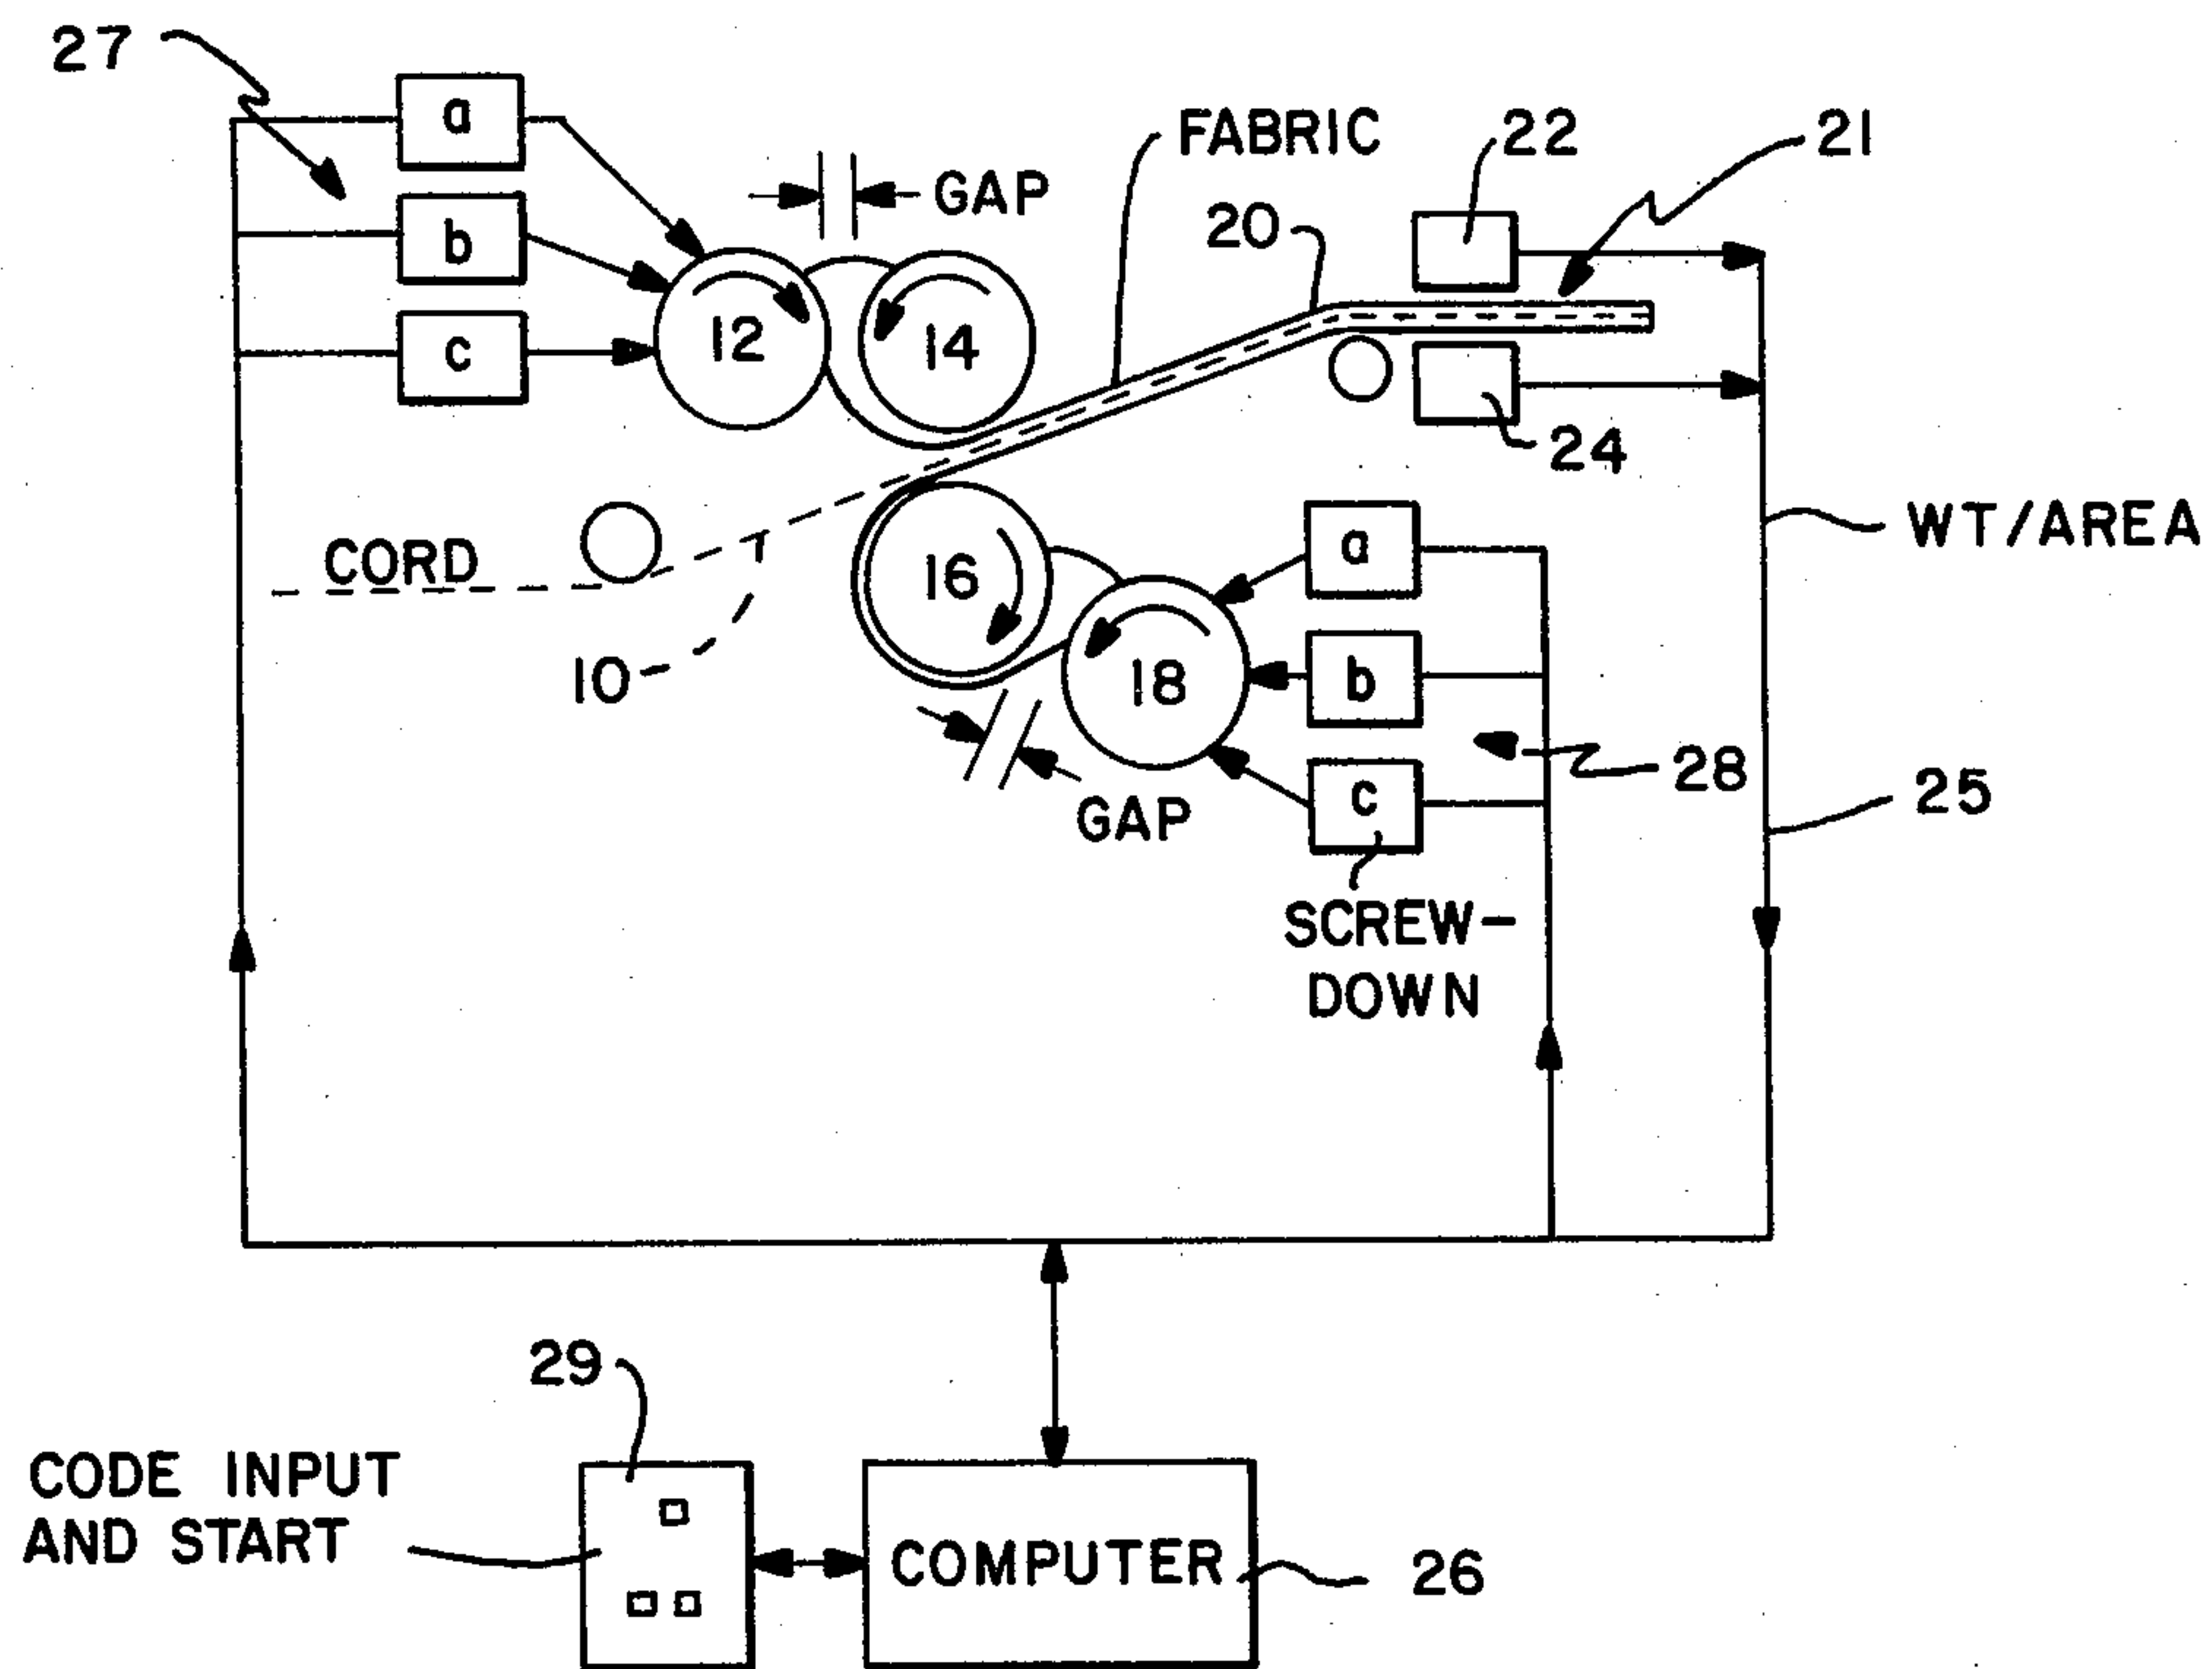 27
a
b
c
GAP
FABRIC
22
21
20
12
14
24
WT/AREA
CORD
10
16
18
a
b
c
28
25
GAP
SCREW-
DOWN
29
CODE INPUT
AND START
COMPUTER
26